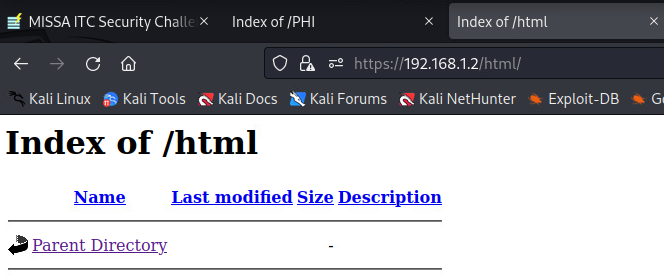 MISSA ITC Security Challe
Index of /PHI
Index of /html
https://192.168.1.2/html/
Kali Linux Kali Tools Kali Docs Kali Forums Kali NetHunter Exploit-DB Go
Index of /html
Name Last modified Size Description
Parent Directory -